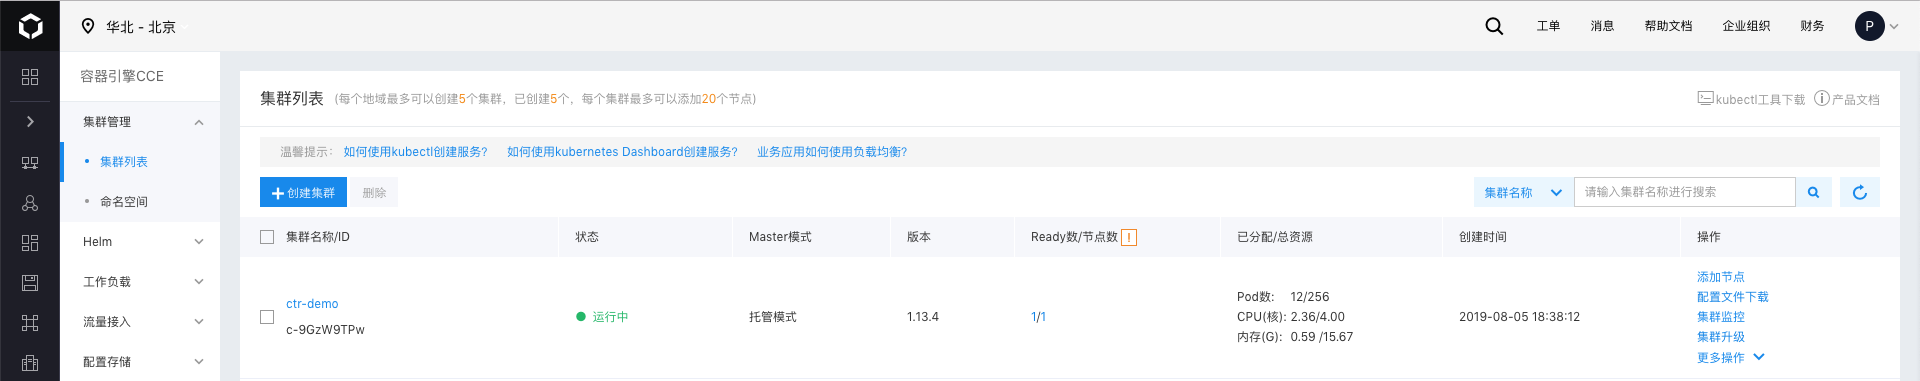 华北 - 北京
工单 消息 帮助文档 企业组织 财务 P
容器引擎CCE
集群管理
集群列表
命名空间
Helm
工作负载
流量接入
配置存储
集群列表 (每个地域最多可以创建5个集群，已创建5个，每个集群最多可以添加20个节点)
kubectl工具下载 产品文档
温馨提示： 如何使用kubectl创建服务? 如何使用kubernetes Dashboard创建服务? 业务应用如何使用负载均衡?
创建集群 删除 集群名称 请输入集群名称进行搜索
集群名称/ID 状态 Master模式 版本 Ready数/节点数 已分配/总资源 创建时间 操作
ctr-demo
c-9GzW9TPw
运行中
托管模式
1.13.4
1/1
Pod数: 12/256
CPU(核): 2.36/4.00
内存(G): 0.59 /15.67
2019-08-05 18:38:12
添加节点
配置文件下载
集群监控
集群升级
更多操作